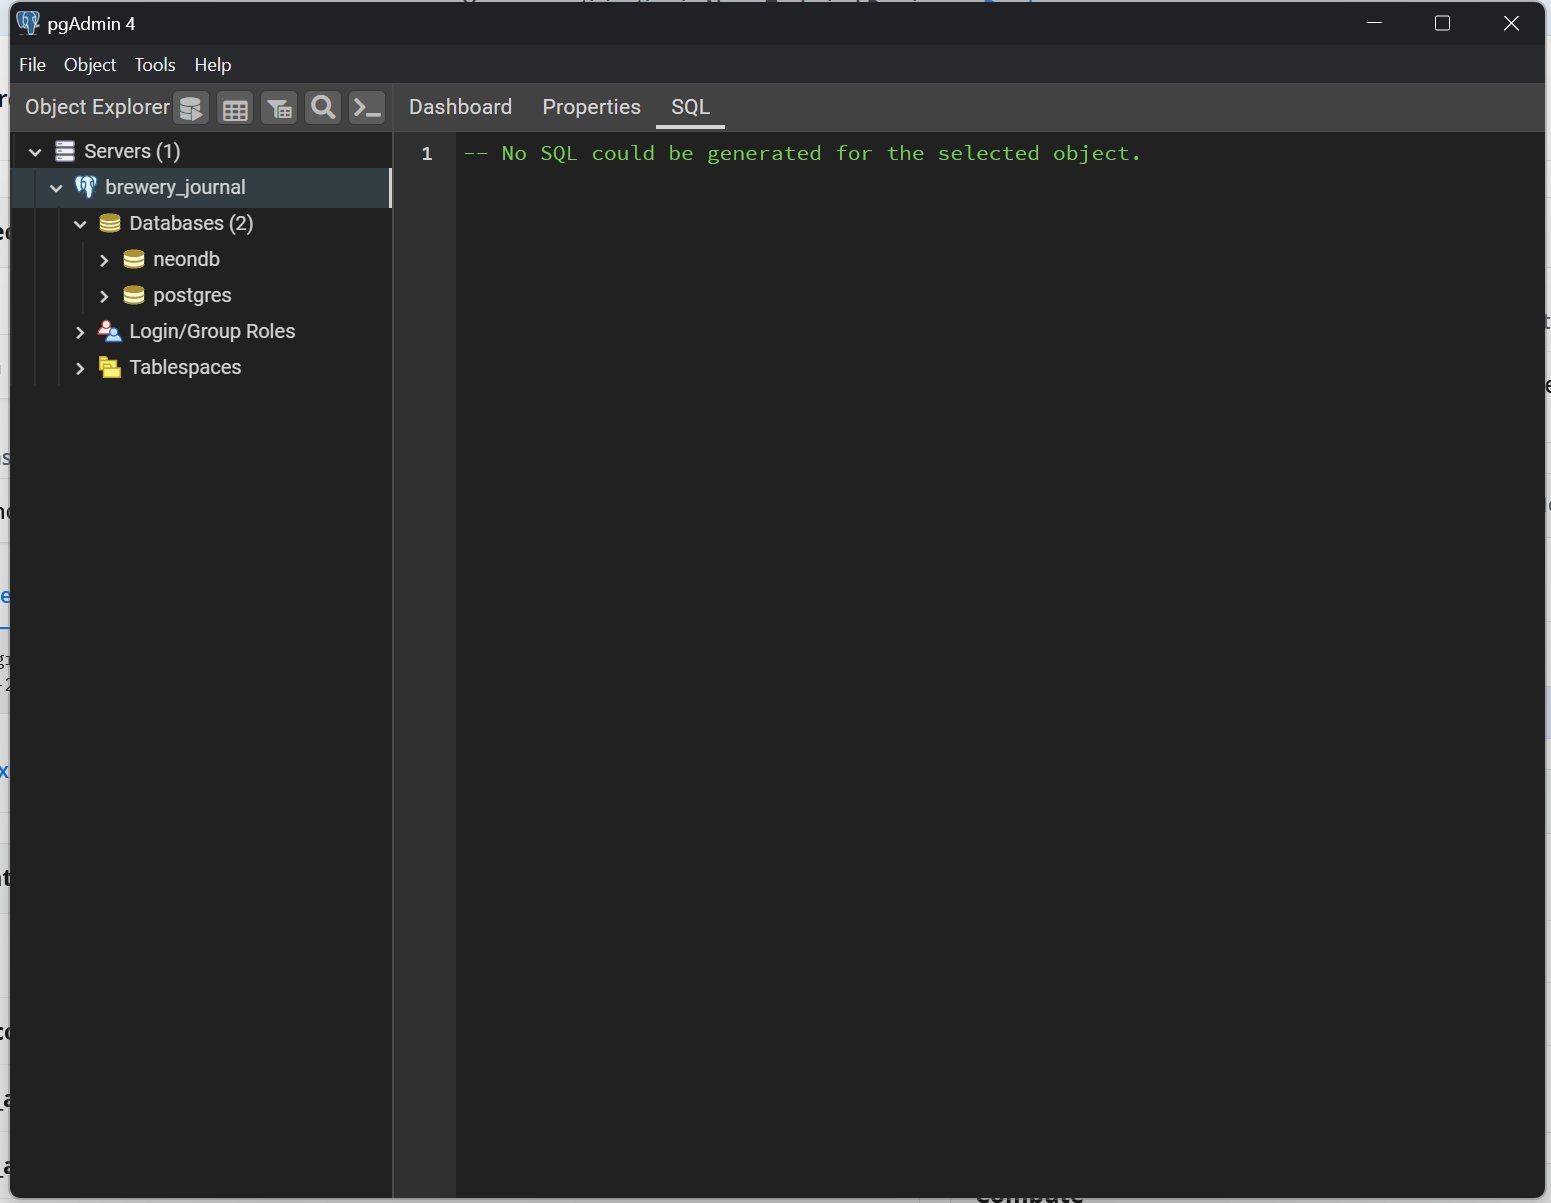 pgAdmin 4
File Object Tools Help
Object Explorer
Dashboard Properties SQL
Servers (1)
brewery_journal
Databases (2)
neondb
postgres
Login/Group Roles
Tablespaces
1 -- No SQL could be generated for the selected object.